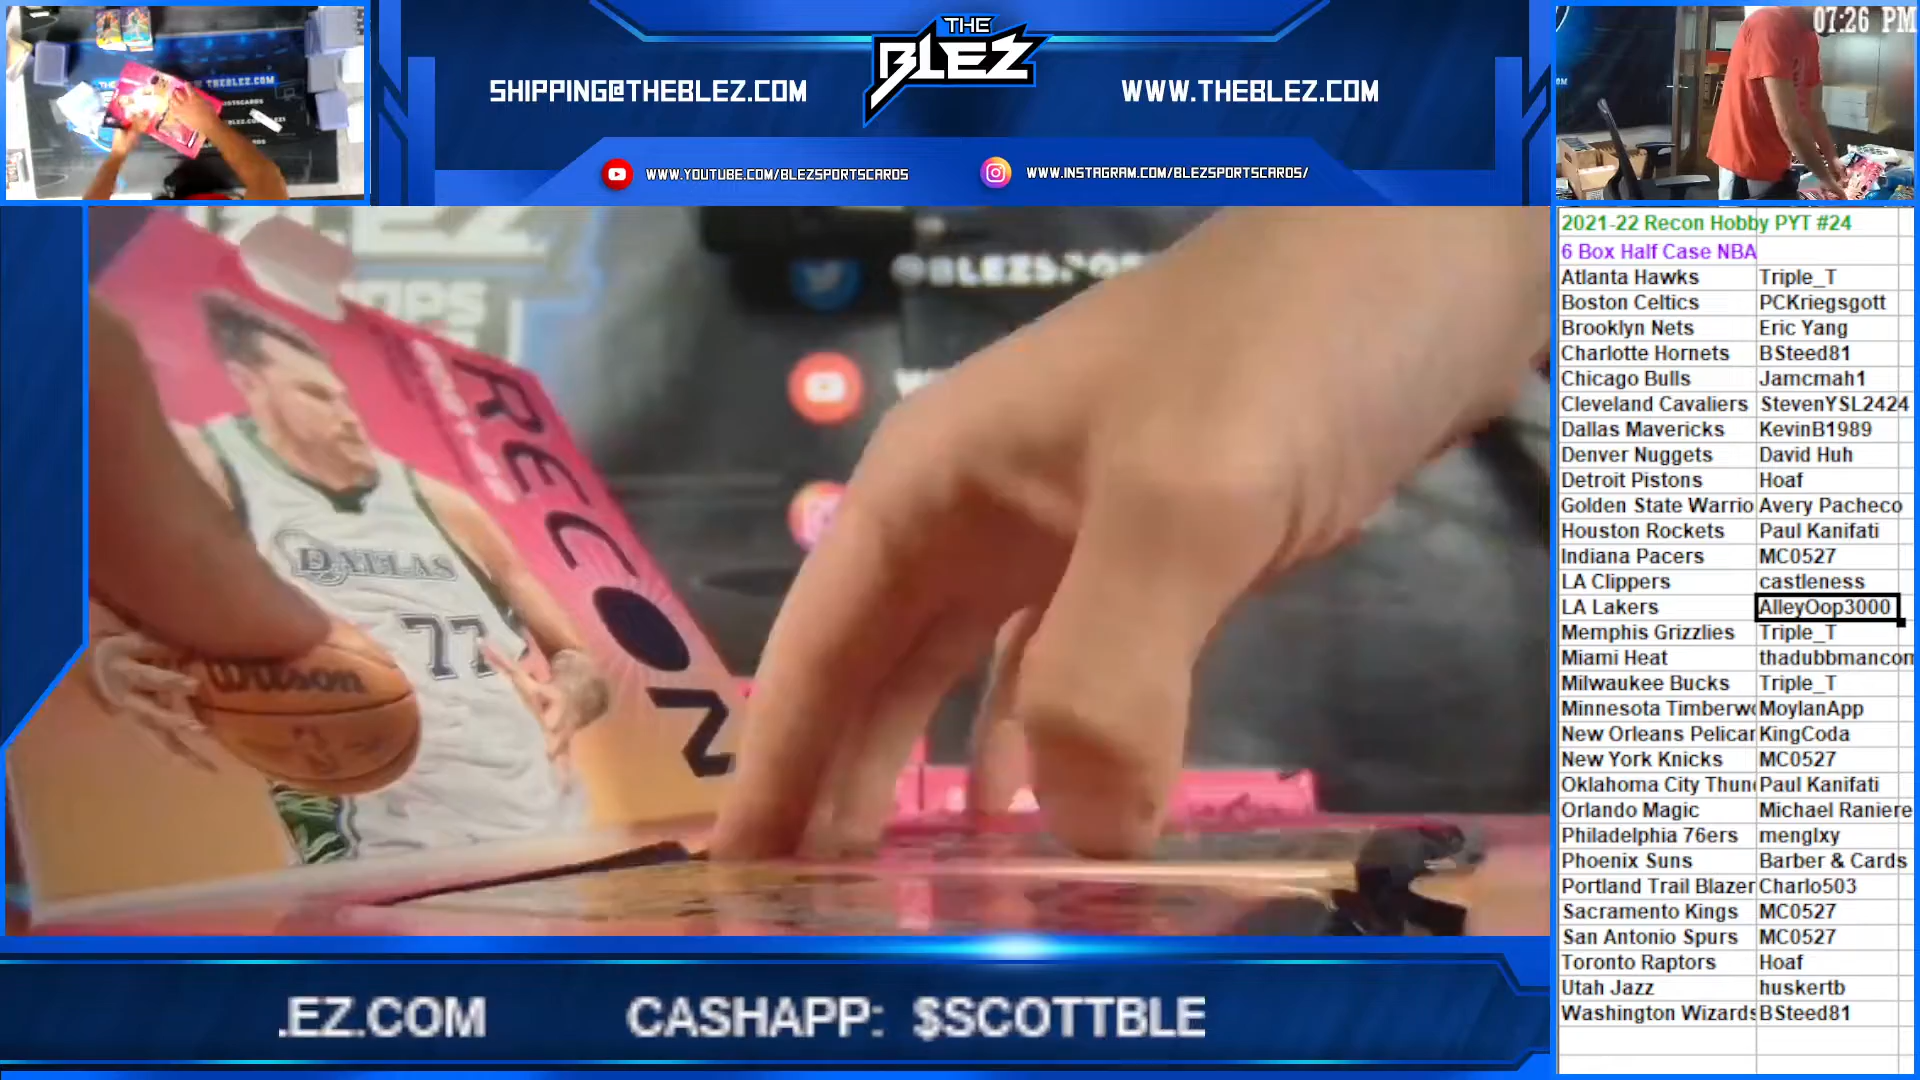 THE
BLEZ
SHIPPING@THEBLEZ.COM
WWW.THEBLEZ.COM
WWW.YOUTUBE.COM/BLEZSPORTSCARDS
WWW.INSTAGRAM.COM/BLEZSPORTSCARDS/
07:26 PM
RECON
DALLAS
77
Wilson
.EZ.COM CASHAPP: $SCOTTBLE
2021-22 Recon Hobby PYT #24
6 Box Half Case NBA
Atlanta Hawks Triple_T
Boston Celtics PCKriegsgott
Brooklyn Nets Eric Yang
Charlotte Hornets BSteed81
Chicago Bulls Jamcmah1
Cleveland Cavaliers StevenYSL2424
Dallas Mavericks KevinB1989
Denver Nuggets David Huh
Detroit Pistons Hoaf
Golden State Warrio Avery Pacheco
Houston Rockets Paul Kanifati
Indiana Pacers MC0527
LA Clippers castleness
LA Lakers AlleyOop3000
Memphis Grizzlies Triple_T
Miami Heat thadubbmancom
Milwaukee Bucks Triple_T
Minnesota Timberwo MoylanApp
New Orleans Pelican KingCoda
New York Knicks MC0527
Oklahoma City Thund Paul Kanifati
Orlando Magic Michael Raniere
Philadelphia 76ers menglxy
Phoenix Suns Barber & Cards
Portland Trail Blazer Charlo503
Sacramento Kings MC0527
San Antonio Spurs MC0527
Toronto Raptors Hoaf
Utah Jazz huskertb
Washington Wizards BSteed81